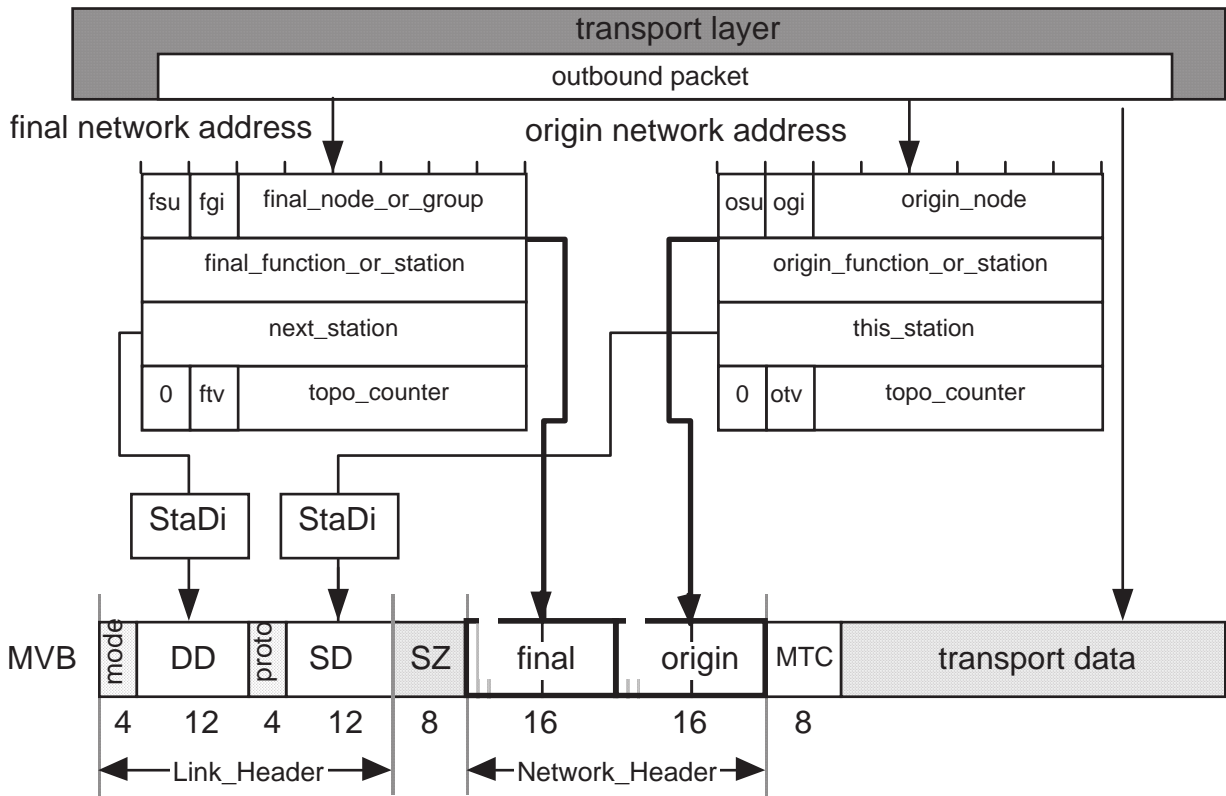 transport layer
outbound packet
final network address
origin network address
fsu fgi final_node_or_group
osu ogi origin_node
final_function_or_station
origin_function_or_station
next_station
this_station
0 ftv topo_counter
0 otv topo_counter
StaDi StaDi
MVB mode DD proto SD SZ final origin MTC transport data
4 12 4 12 8 16 16 8
Link_Header Network_Header